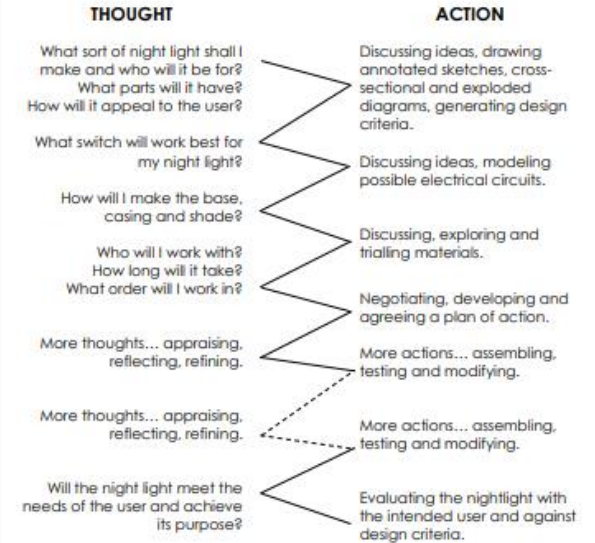 THOUGHT
ACTION
What sort of night light shall I
make and who will it be for?
What parts will it have?
How will it appeal to the user?
Discussing ideas, drawing
annotated sketches, cross-
sectional and exploded
diagrams, generating design
criteria.
What switch will work best for
my night light?
Discussing ideas, modeling
possible electrical circuits.
How will I make the base,
casing and shade?
Discussing, exploring and
trialling materials.
Who will I work with?
How long will it take?
What order will I work in?
Negotiating, developing and
agreeing a plan of action.
More thoughts... appraising,
reflecting, refining.
More actions... assembling,
testing and modifying.
More thoughts... appraising,
reflecting, refining.
More actions... assembling,
testing and modifying.
Will the night light meet the
needs of the user and achieve
its purpose?
Evaluating the nightlight with
the intended user and against
design criteria.